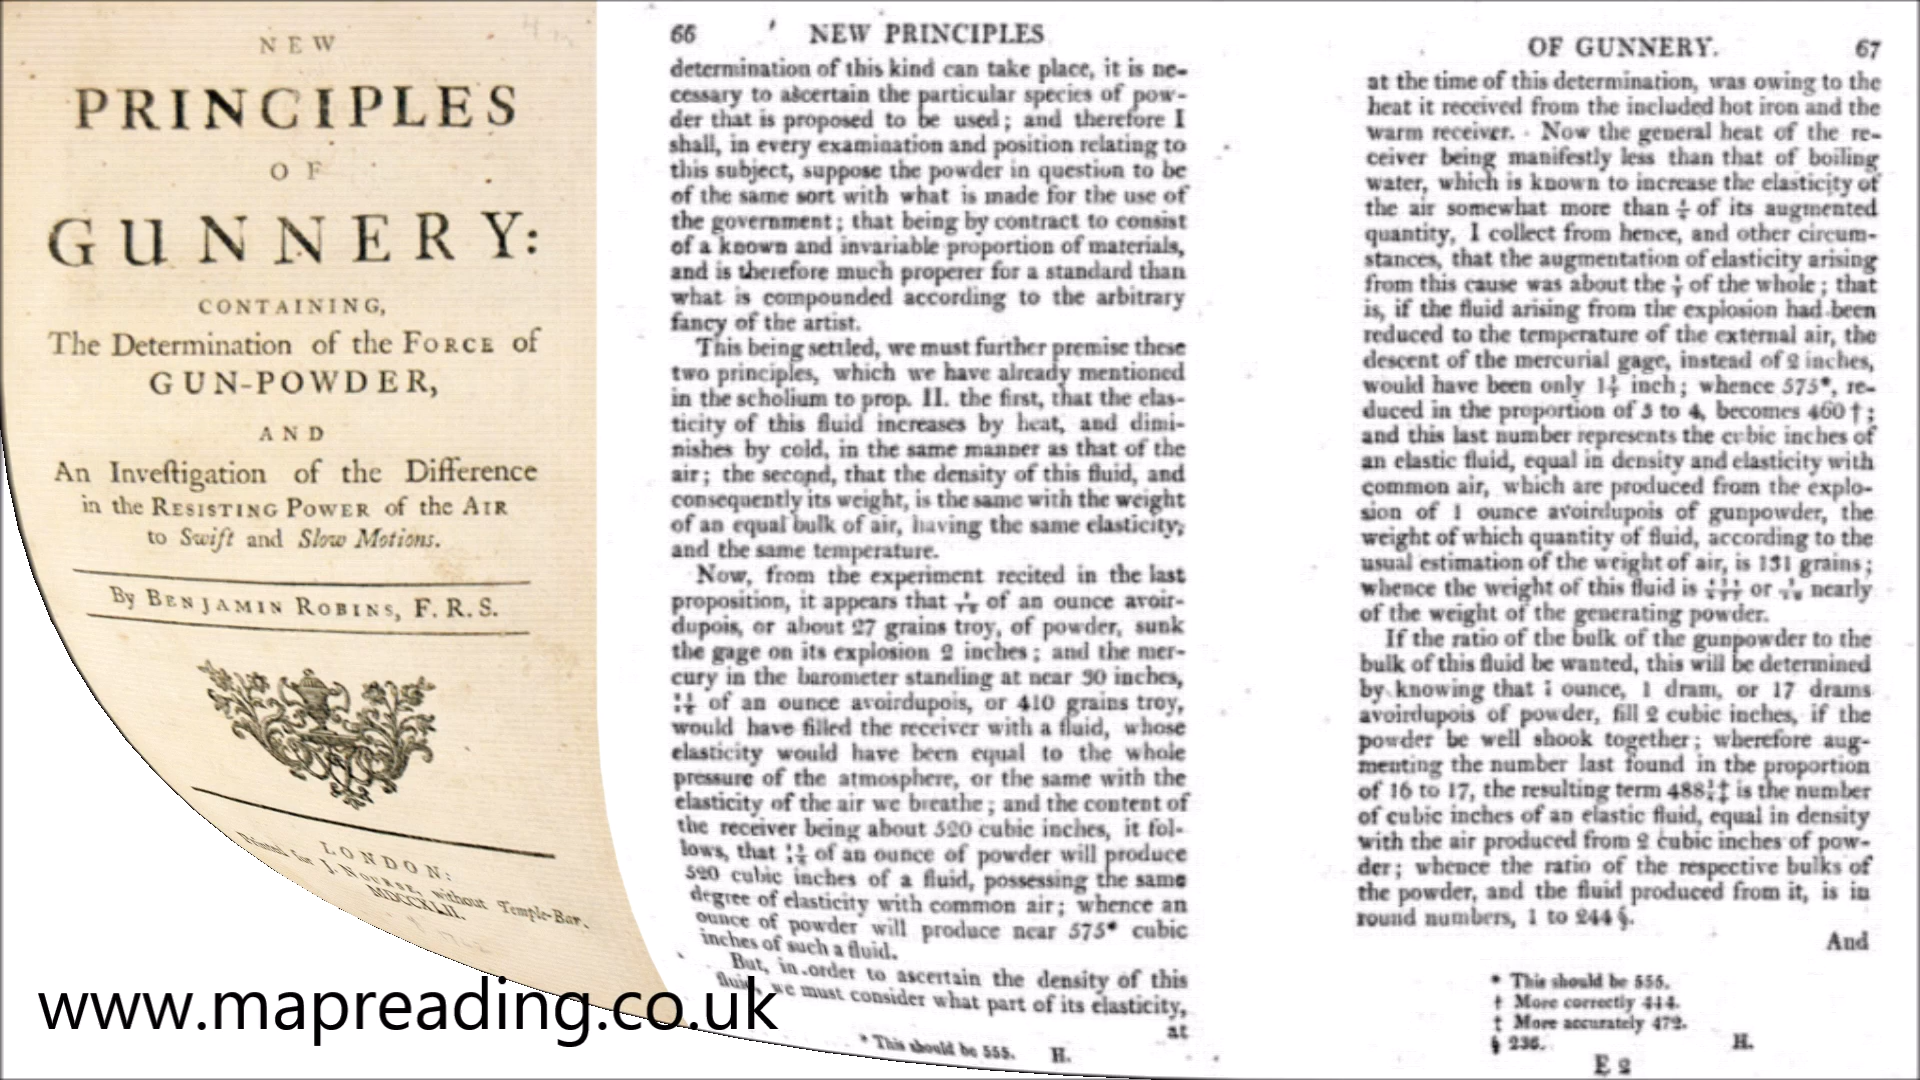 NEW
PRINCIPLES
OF
GUNNERY:
CONTAINING,
The Determination of the FORCE of
GUN-POWDER,
AND
An Inveſtigation of the Difference
in the RESISTING POWER of the AIR
to Swift and Slow Motions.
By BENJAMIN ROBINS, F.R.S.
LONDON:
Printed for J. NOURSE, without Temple-Bar.
MDCCXLII.
www.mapreading.co.uk
66 NEW PRINCIPLES
determination of this kind can take place, it is ne-
cessary to ascertain the particular species of pow-
der that is proposed to be used; and therefore I
shall, in every examination and position relating to
this subject, suppose the powder in question to be
of the same sort with what is made for the use of
the government; that being by contract to consist
of a known and invariable proportion of materials,
and is therefore much properer for a standard than
what is compounded according to the arbitrary
fancy of the artist.
This being settled, we must further premise these
two principles, which we have already mentioned
in the scholium to prop. II. the first, that the elas-
ticity of this fluid increases by heat, and dimi-
nishes by cold, in the same manner as that of the
air; the second, that the density of this fluid, and
consequently its weight, is the same with the weight
of an equal bulk of air, having the same elasticity,
and the same temperature.
Now, from the experiment recited in the last
proposition, it appears that of an ounce avoir-
dupois, or about 27 grains troy, of powder, sunk
the gage on its explosion 2 inches; and the mer-
cury in the barometer standing at near 30 inches,
of an ounce avoirdupois, or 410 grains troy,
would have filled the receiver with a fluid, whose
elasticity would have been equal to the whole
pressure of the atmosphere, or the same with the
elasticity of the air we breathe; and the content of
the receiver being about 520 cubic inches, it fol-
lows, that of an ounce of powder will produce
520 cubic inches of a fluid, possessing the same
degree of elasticity with common air; whence an
ounce of powder will produce near 575* cubic
inches of such a fluid.
But, in order to ascertain the density of this
fluid, we must consider what part of its elasticity,
at
* This should be 555. H.
OF GUNNERY. 67
at the time of this determination, was owing to the
heat it received from the included hot iron and the
warm receiver. Now the general heat of the re-
ceiver being manifestly less than that of boiling
water, which is known to increase the elasticity of
the air somewhat more than of its augmented
quantity, I collect from hence, and other circum-
stances, that the augmentation of elasticity arising
from this cause was about the of the whole; that
is, if the fluid arising from the explosion had been
reduced to the temperature of the external air, the
descent of the mercurial gage, instead of 2 inches,
would have been only inch; whence 575*, re-
duced in the proportion of 5 to 4, becomes 460†;
and this last number represents the cubic inches of
an elastic fluid, equal in density and elasticity with
common air, which are produced from the explo-
sion of 1 ounce avoirdupois of gunpowder, the
weight of which quantity of fluid, according to the
usual estimation of the weight of air, is 131 grains;
whence the weight of this fluid is or nearly
of the weight of the generating powder.
If the ratio of the bulk of the gunpowder to the
bulk of this fluid be wanted, this will be determined
by knowing that 1 ounce, 1 dram, or 17 drams
avoirdupois of powder, fill 2 cubic inches, if the
powder be well shook together; wherefore aug-
menting the number last found in the proportion
of 16 to 17, the resulting term is the number
of cubic inches of an elastic fluid, equal in density
with the air produced from 2 cubic inches of pow-
der; whence the ratio of the respective bulks of
the powder, and the fluid produced from it, is in
round numbers, 1 to 244§.
And
* This should be 555.
† More correctly 444.
‡ More accurately 472.
§ 236. H.
E 2